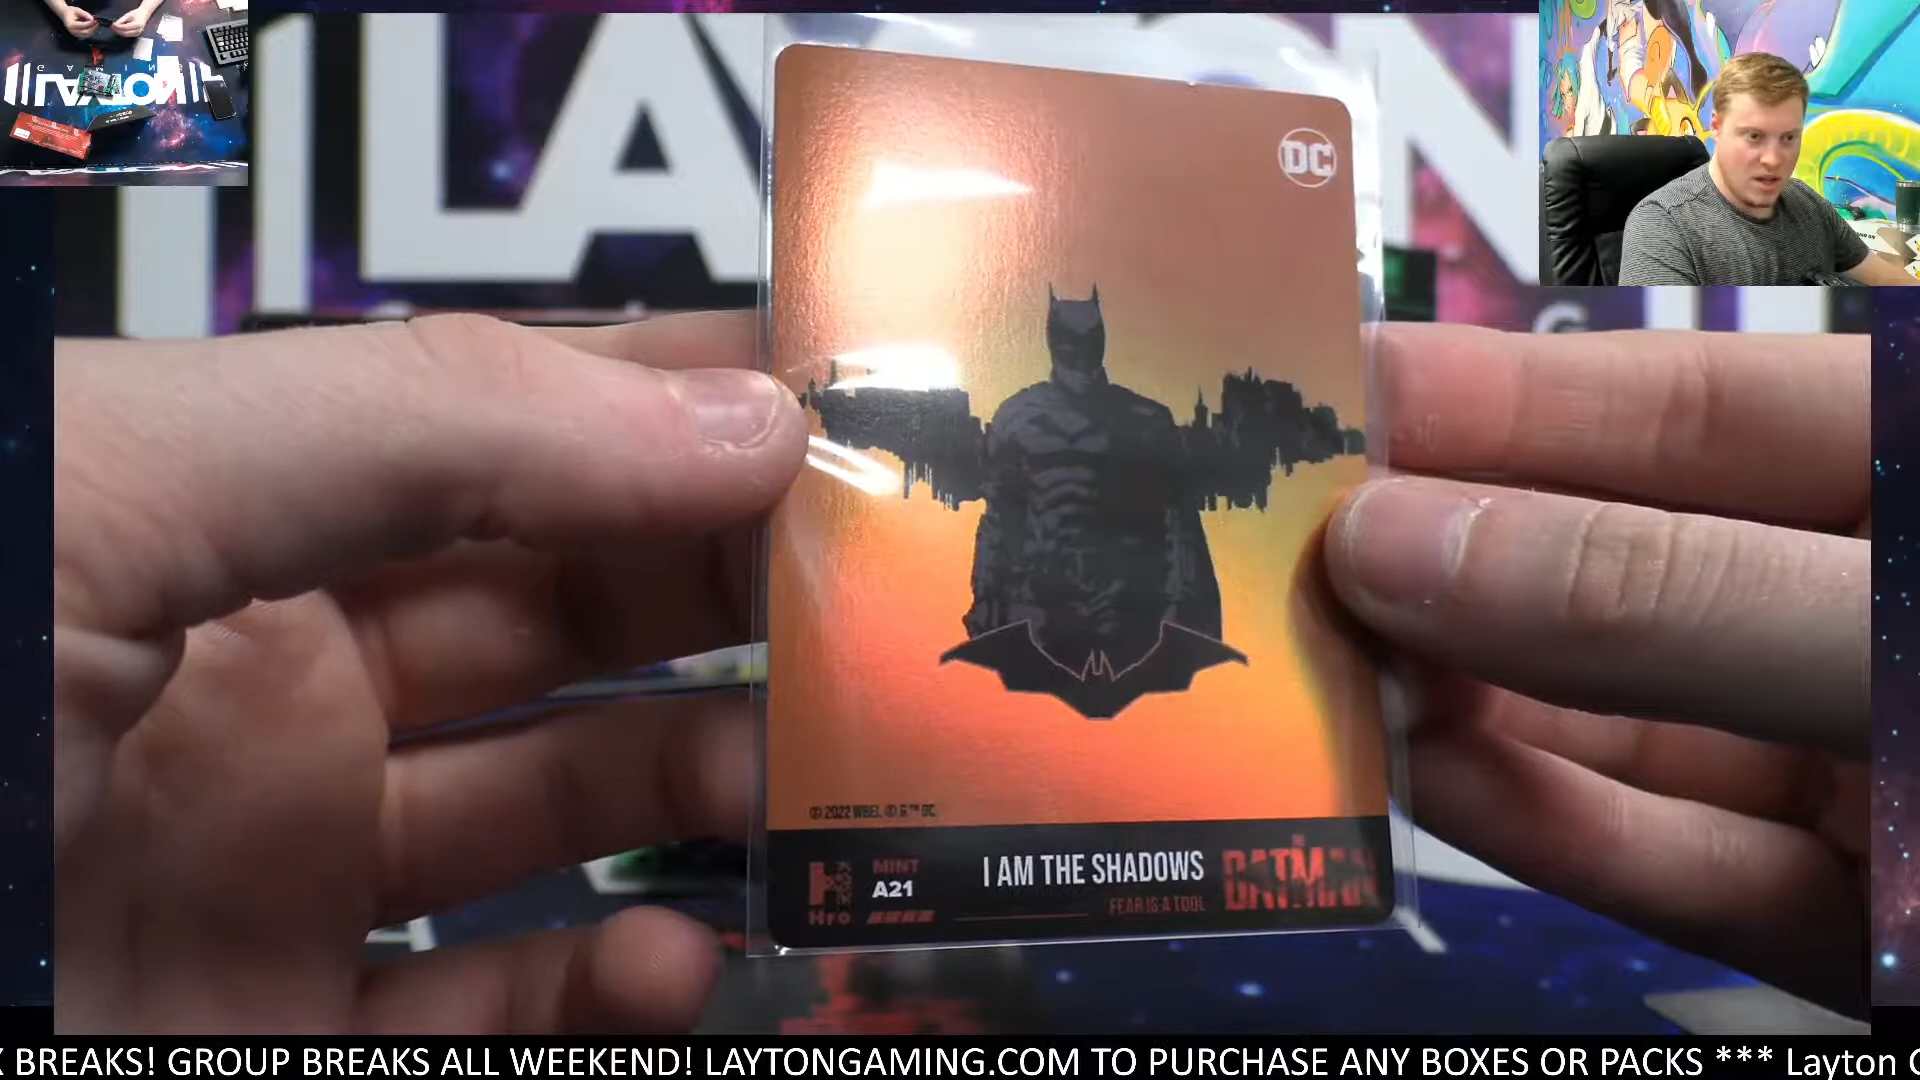 DC
© 2022 WBEI. © & ™ DC.
Hro
MINT
A21
I AM THE SHADOWS
FEAR IS A TOOL
THE
BATMAN
BREAKS! GROUP BREAKS ALL WEEKEND! LAYTONGAMING.COM TO PURCHASE ANY BOXES OR PACKS *** Layton